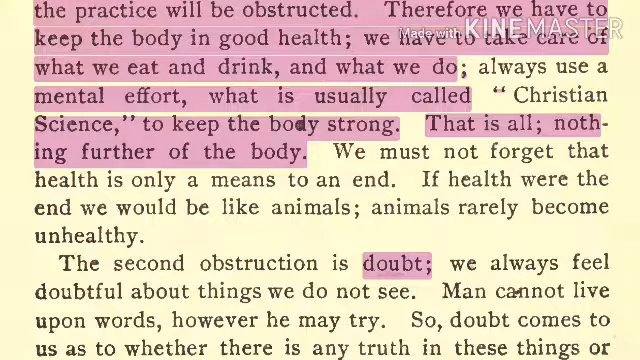 the practice will be obstructed. Therefore we have to
Made with KINEMASTER
keep the body in good health; we have to take care of
what we eat and drink, and what we do; always use a
mental effort, what is usually called "Christian
Science," to keep the body strong. That is all; noth-
ing further of the body. We must not forget that
health is only a means to an end. If health were the
end we would be like animals; animals rarely become
unhealthy.
The second obstruction is doubt; we always feel
doubtful about things we do not see. Man cannot live
upon words, however he may try. So, doubt comes to
us as to whether there is any truth in these things or